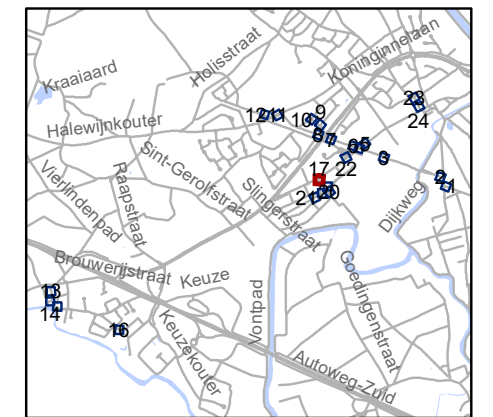 Koninginnelaan
Holisstraat
Kraaiaard
23
24
12 11
10
9
8 7
Halewijnkouter
6 5
3
22
17
2
1
Sint-Gerolfstraat
Vierlindenpad
Raapstraat
Slingerstraat
21
20
Dijkweg
Brouwerijstraat
Keuze
Goedingenstraat
Vontpad
13
14
16
Keuzekouter
Autoweg-Zuid